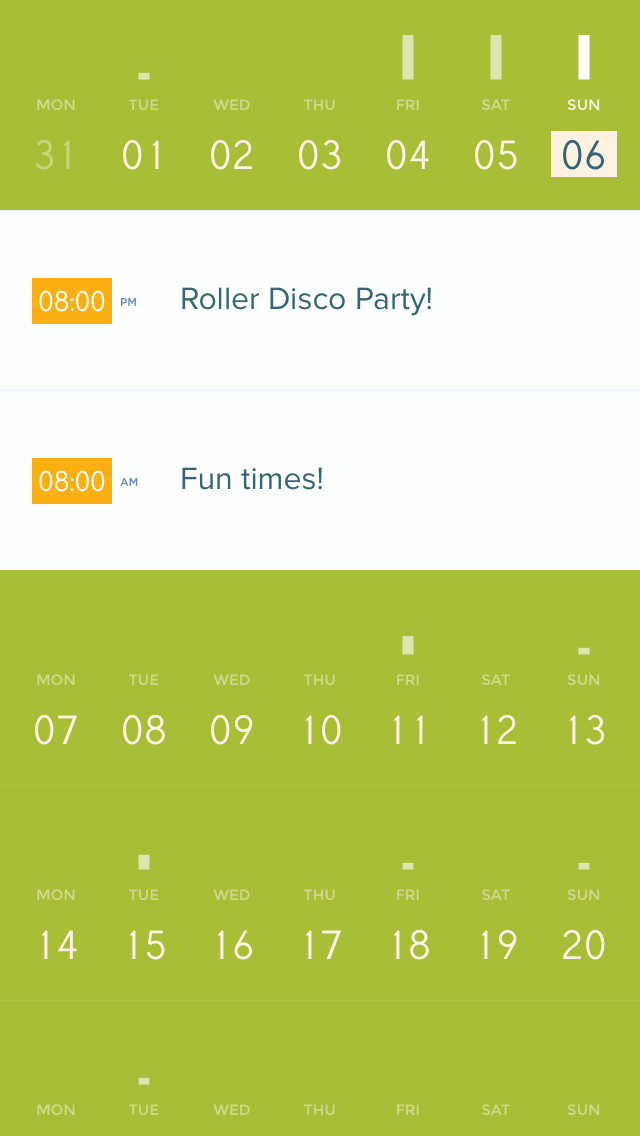 MON TUE WED THU FRI SAT SUN
31 01 02 03 04 05 06
08:00 PM Roller Disco Party!
08:00 AM Fun times!
MON TUE WED THU FRI SAT SUN
07 08 09 10 11 12 13
MON TUE WED THU FRI SAT SUN
14 15 16 17 18 19 20
MON TUE WED THU FRI SAT SUN